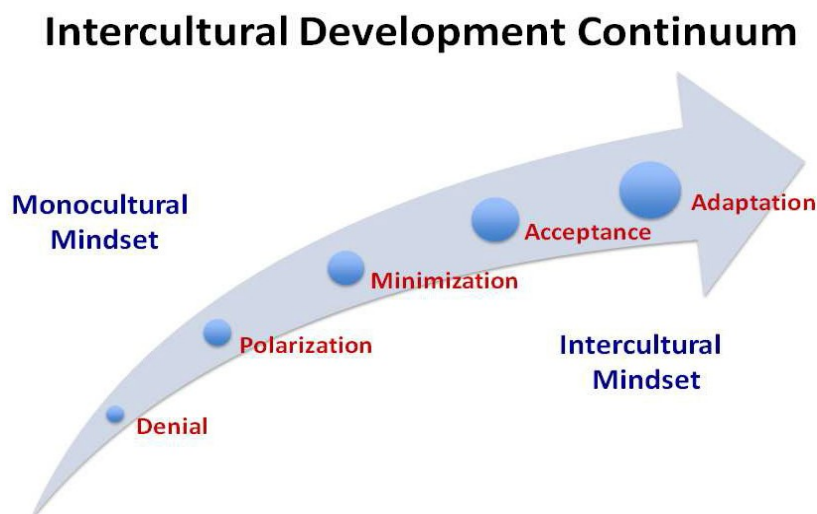 Intercultural Development Continuum
Monocultural
Mindset
Adaptation
Acceptance
Minimization
Polarization
Intercultural
Mindset
Denial